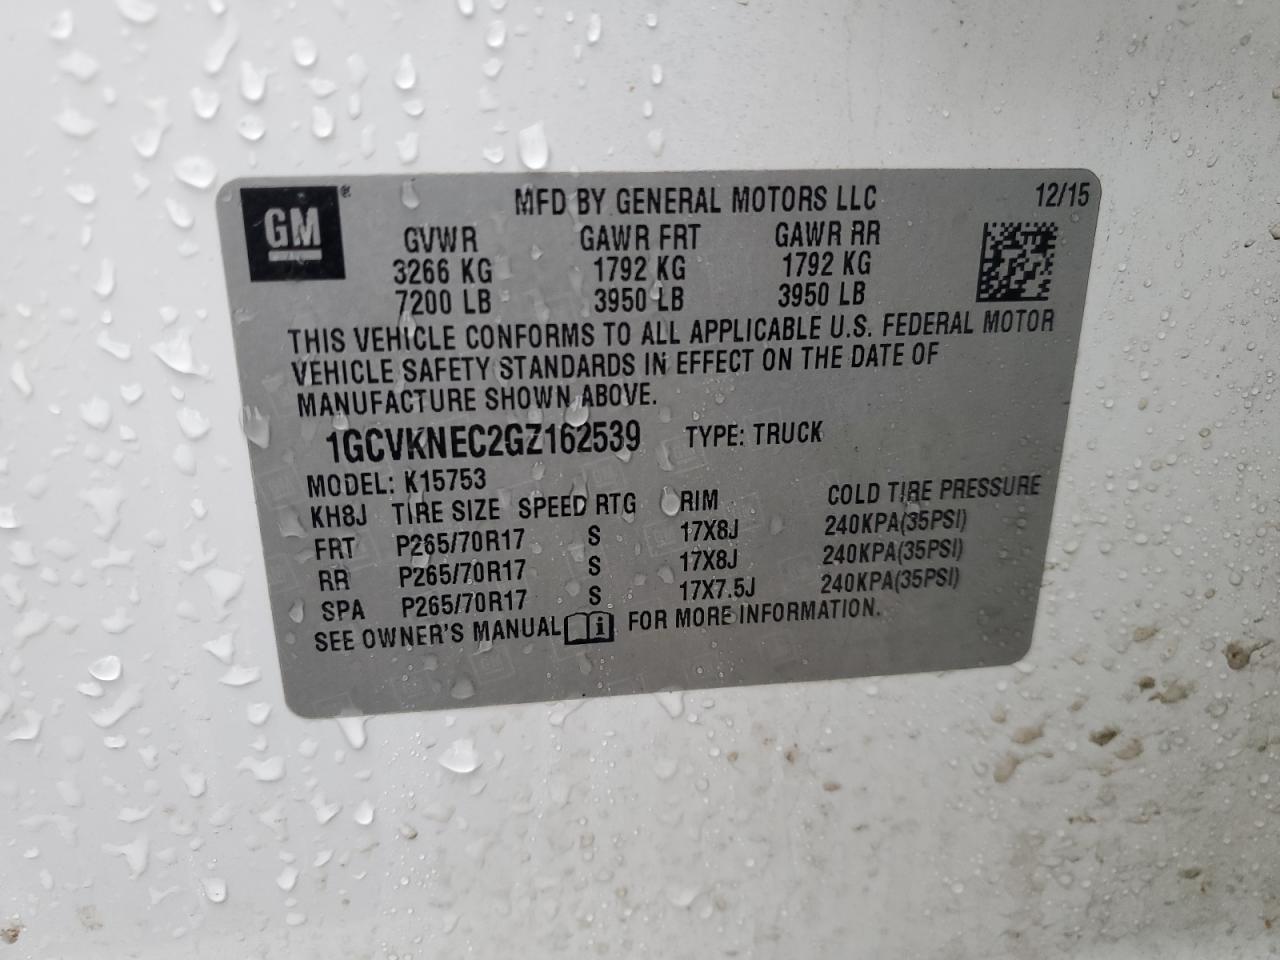 GM ® MFD BY GENERAL MOTORS LLC 12/15
GVWR GAWR FRT GAWR RR
3266 KG 1792 KG 1792 KG
7200 LB 3950 LB 3950 LB
THIS VEHICLE CONFORMS TO ALL APPLICABLE U.S. FEDERAL MOTOR
VEHICLE SAFETY STANDARDS IN EFFECT ON THE DATE OF
MANUFACTURE SHOWN ABOVE.
1GCVKNEC2GZ162539 TYPE: TRUCK
MODEL: K15753
KH8J TIRE SIZE SPEED RTG RIM COLD TIRE PRESSURE
FRT P265/70R17 S 17X8J 240KPA(35PSI)
RR P265/70R17 S 17X8J 240KPA(35PSI)
SPA P265/70R17 S 17X7.5J 240KPA(35PSI)
SEE OWNER'S MANUAL i FOR MORE INFORMATION.